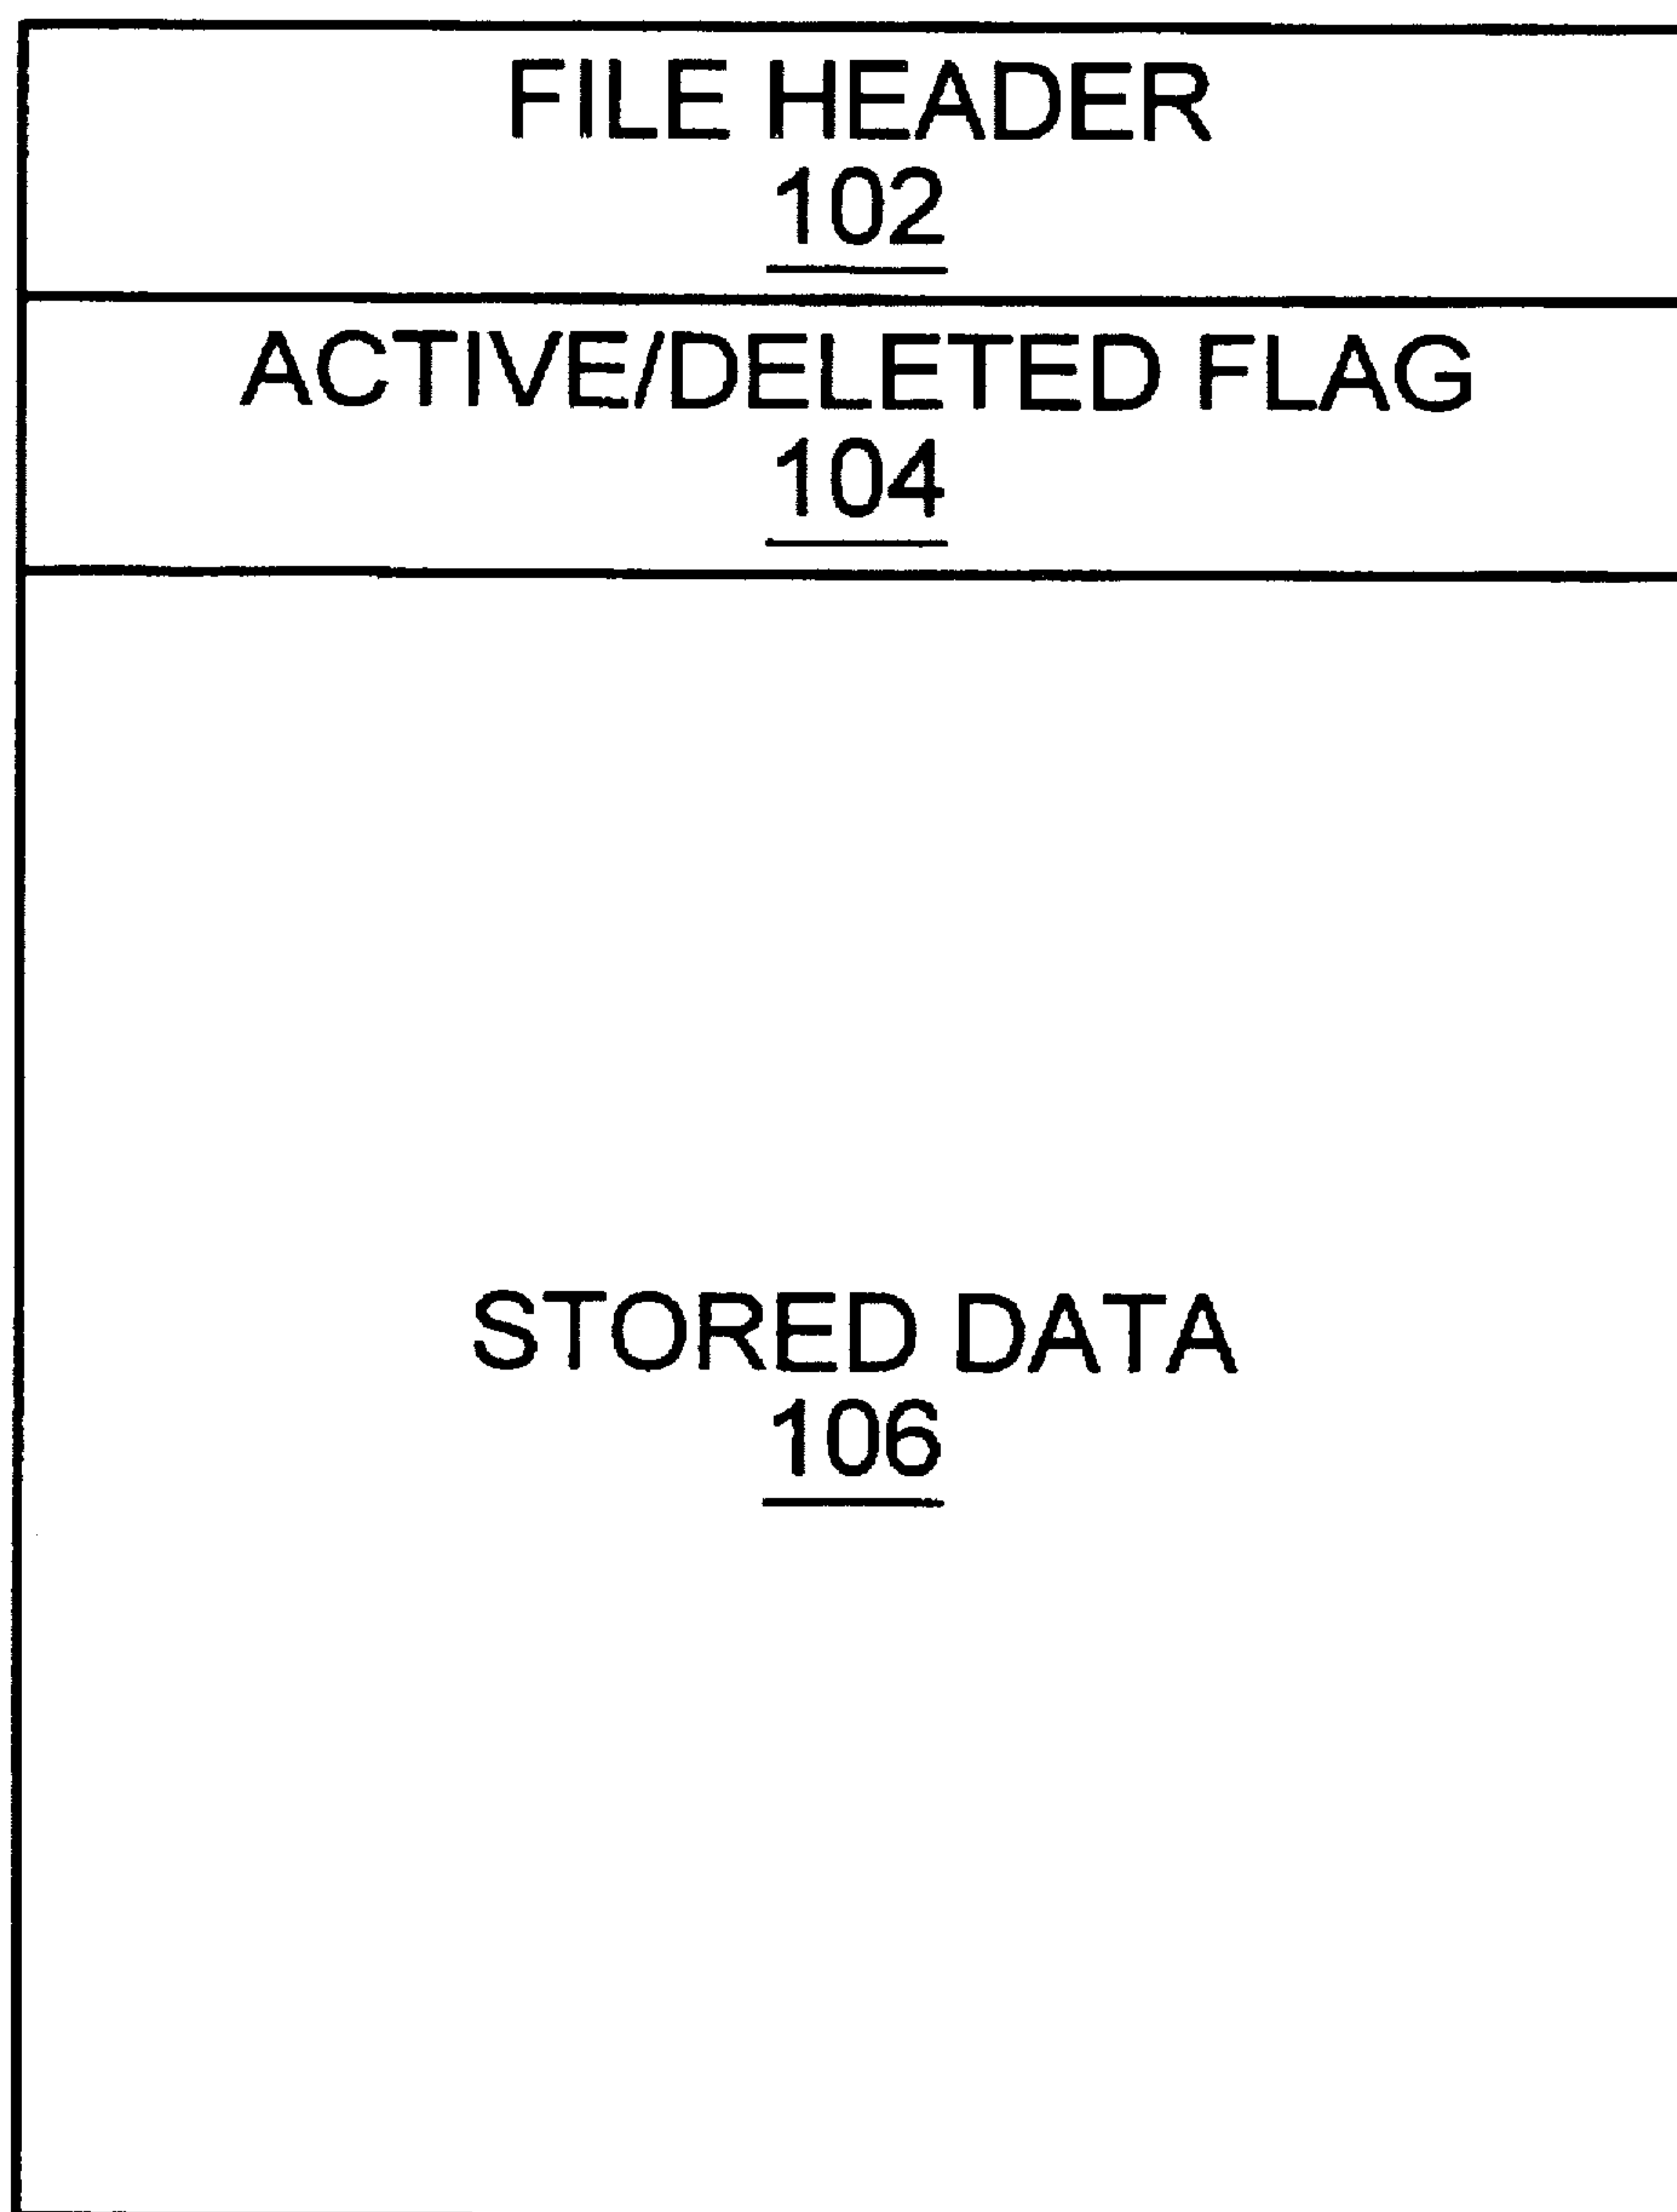 FILE HEADER
102
ACTIVE/DELETED FLAG
104
STORED DATA
106